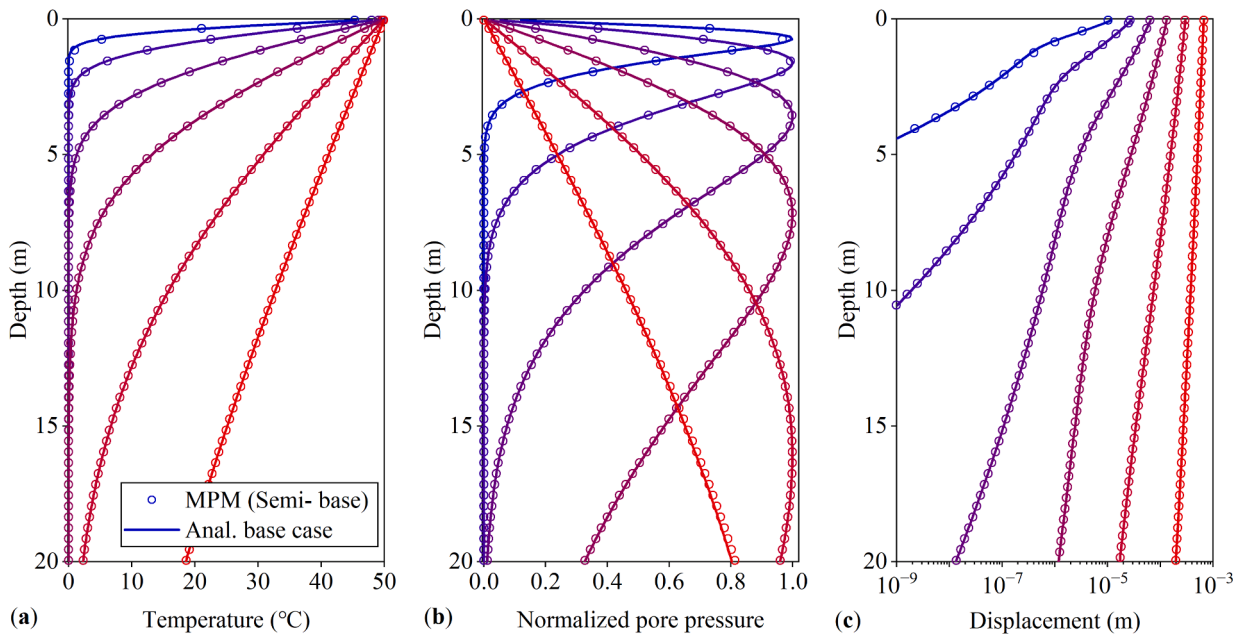 0
5
10
15
20
Depth (m)
MPM (Semi- base)
Anal. base case
0
10
20
30
40
50
(a)
Temperature (℃)
0
5
10
15
20
Depth (m)
0.0
0.2
0.4
0.6
0.8
1.0
(b)
Normalized pore pressure
0
5
10
15
20
Depth (m)
10⁻⁹
10⁻⁷
10⁻⁵
10⁻³
(c)
Displacement (m)